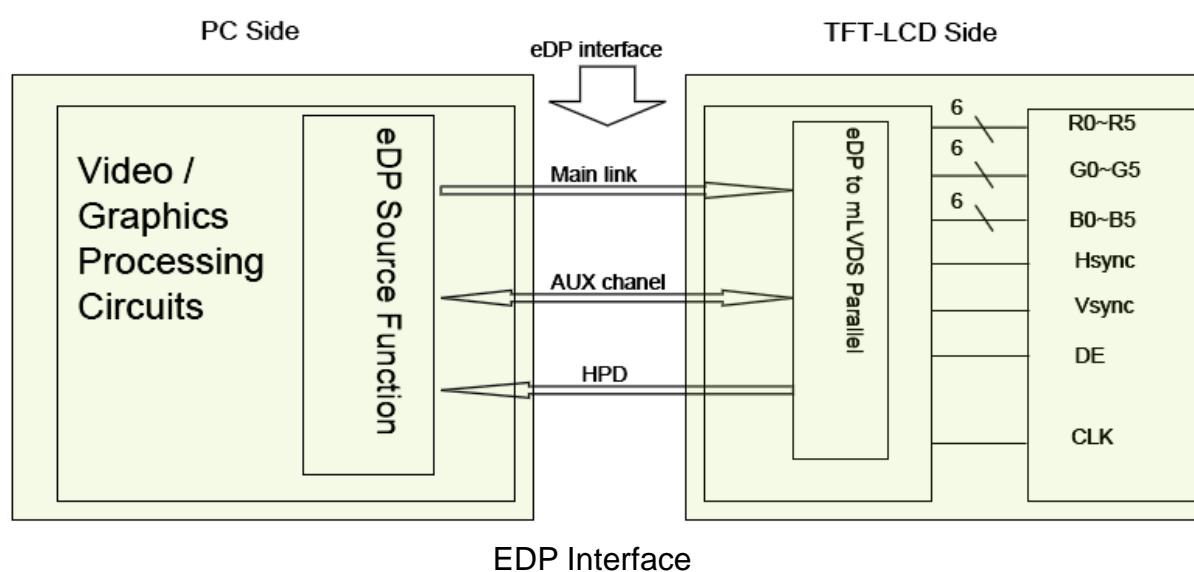 PC Side
TFT-LCD Side
eDP interface
Video /
Graphics
Processing
Circuits
eDP Source Function
Main link
AUX chanel
HPD
eDP to mLVDS Parallel
6
R0~R5
6
G0~G5
6
B0~B5
Hsync
Vsync
DE
CLK
EDP Interface